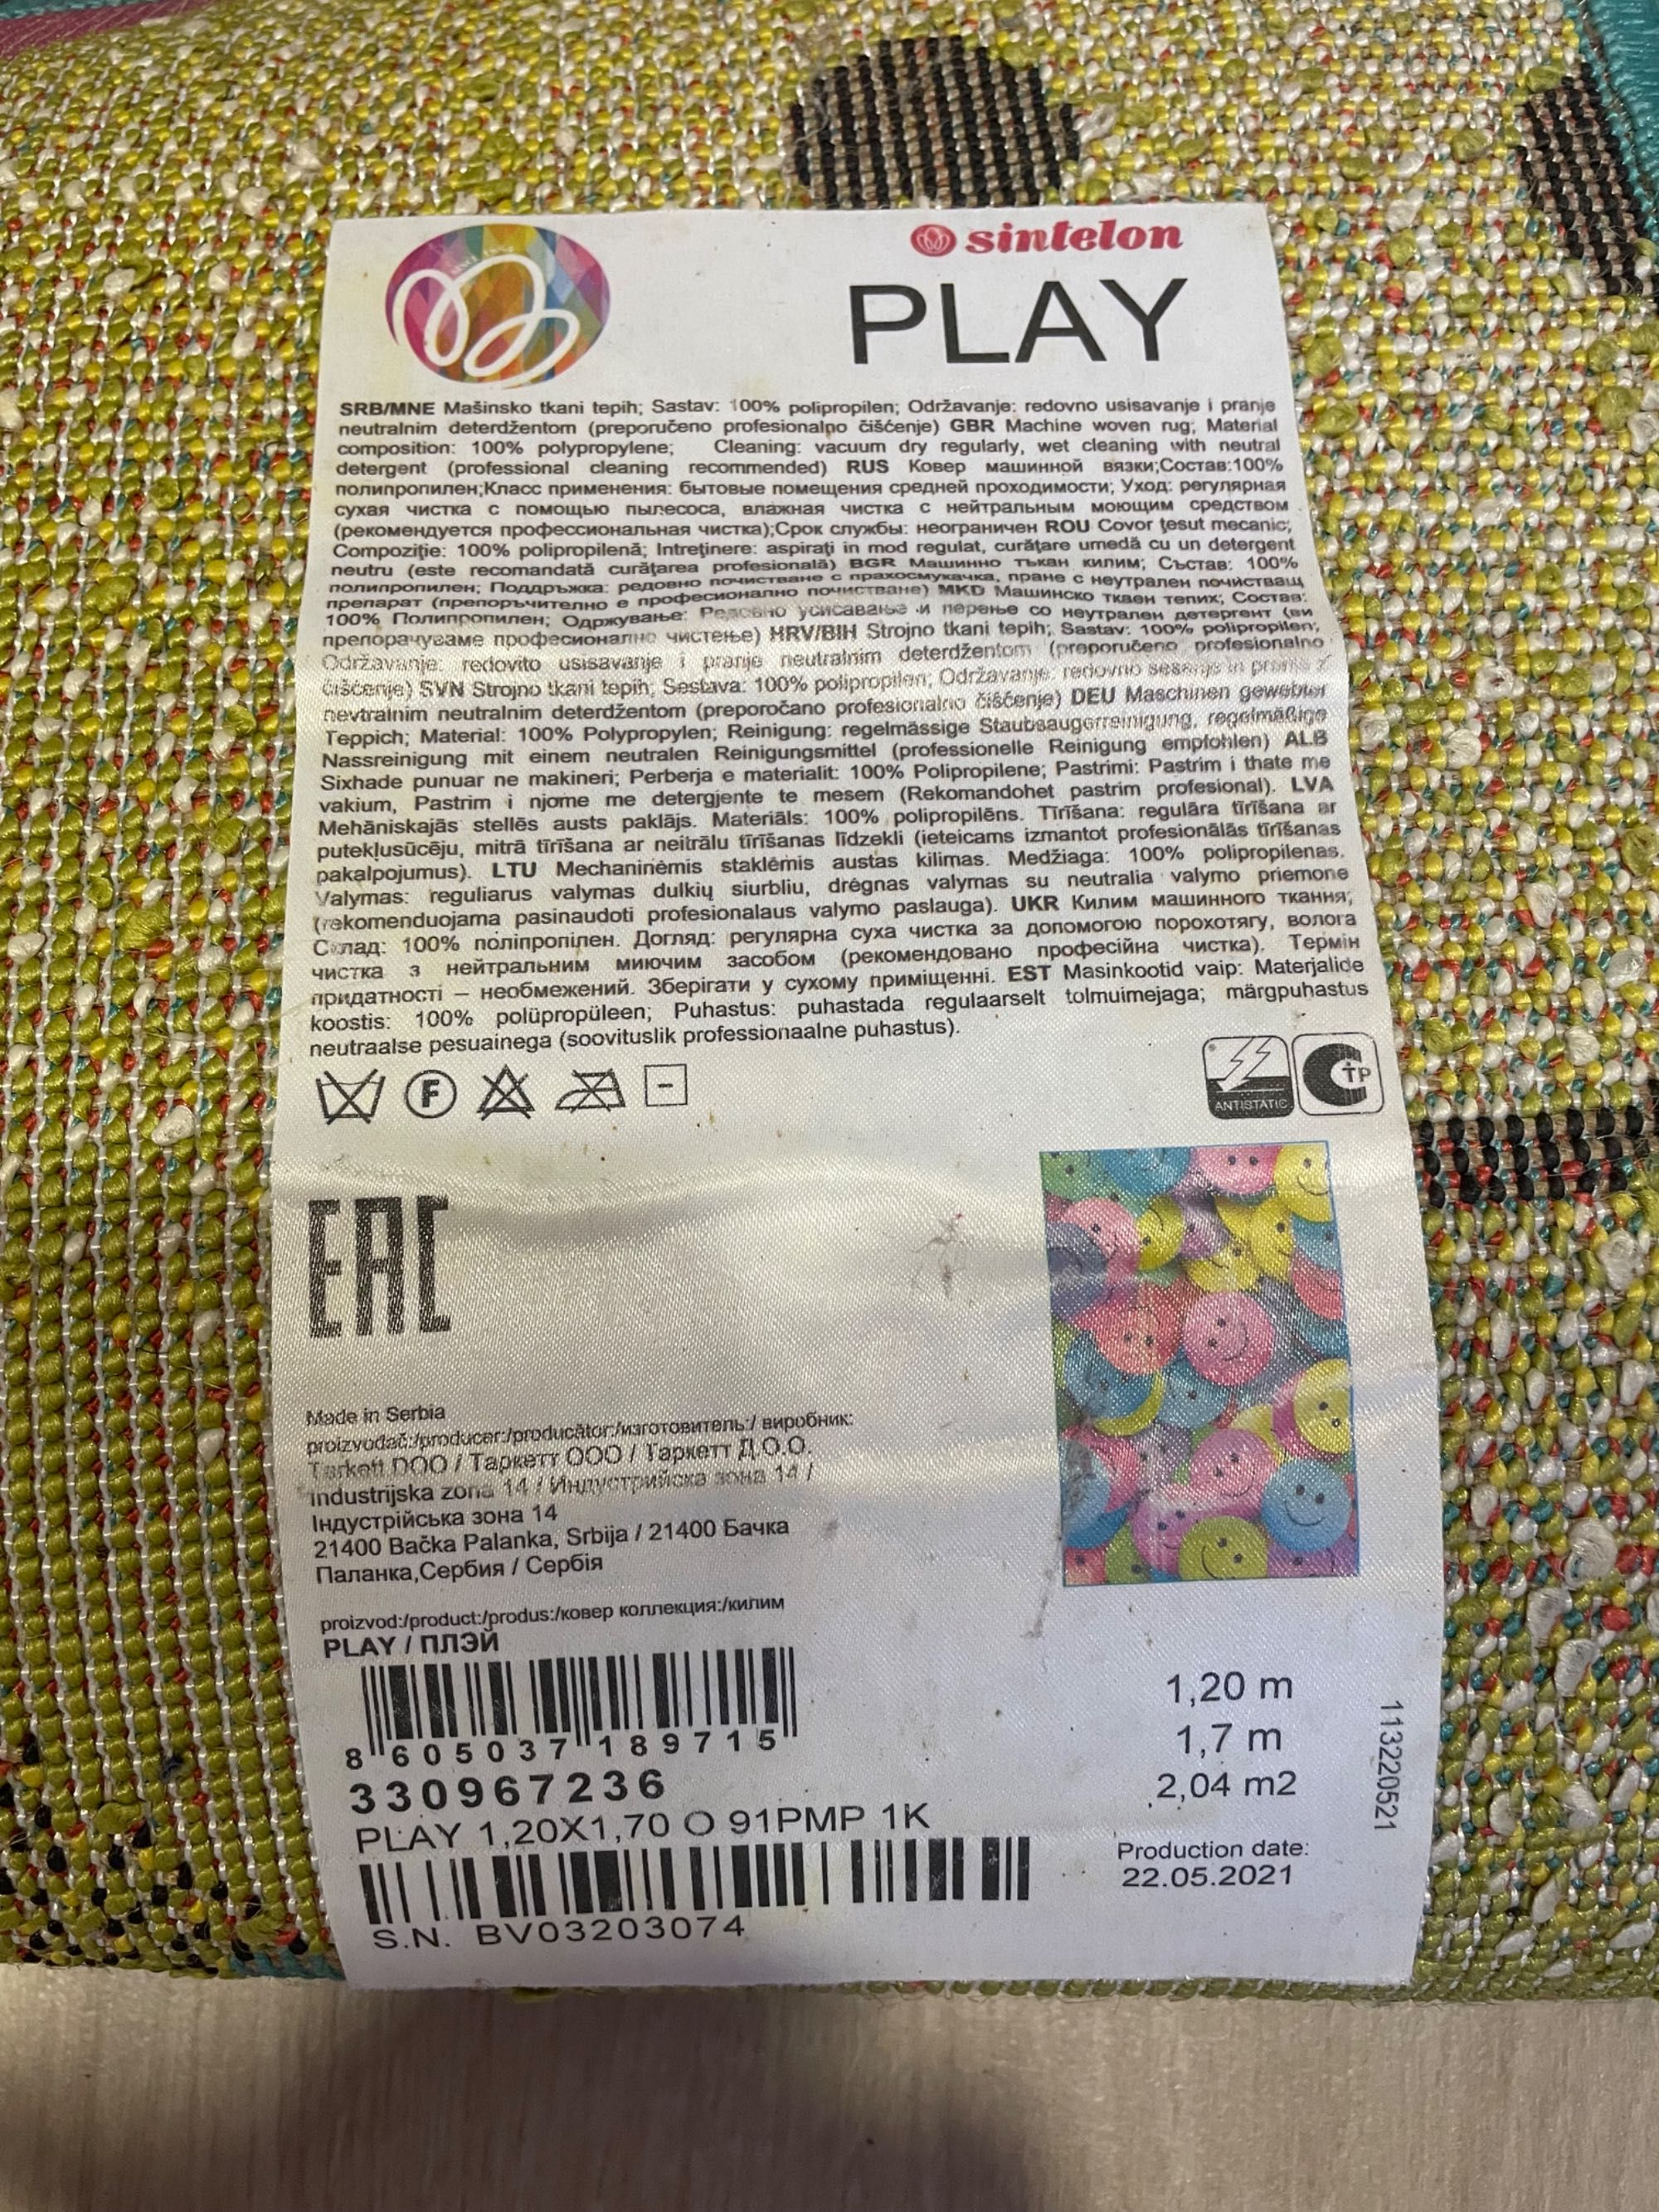 sintelon
PLAY
SRB/MNE Mašinsko tkani tepih; Sastav: 100% polipropilen; Održavanje: redovno usisavanje i pranje
neutralnim deterdžentom (preporučeno profesionalno čišćenje) GBR Machine woven rug; Material
composition: 100% polypropylene; Cleaning: vacuum dry regularly, wet cleaning with neutral
detergent (professional cleaning recommended) RUS Ковер машинной вязки;Состав:100%
полипропилен;Класс применения: бытовые помещения средней проходимости; Уход: регулярная
сухая чистка с помощью пылесоса, влажная чистка с нейтральным моющим средством
(рекомендуется профессиональная чистка);Срок службы: неограничен ROU Covor ţesut mecanic;
Compoziţie: 100% polipropilenă; Intreţinere: aspiraţi in mod regulat, curăţare umedă cu un detergent
neutru (este recomandată curăţarea profesională) BGR Машинно тъкан килим; Състав: 100%
полипропилен; Поддръжка: редовно почистване с прахосмукачка, пране с неутрален почистващ
препарат (препоръчително е професионално почистване) MKD Машинско ткаен тепих; Состав:
100% Полипропилен; Одржување: Редовно усисавање и перење со неутрален детергент (ви
препорачуваме професионално чистење) HRV/BIH Strojno tkani tepih; Sastav: 100% polipropilen;
Održavanje: redovito usisavanje i pranje neutralnim deterdžentom (preporučeno profesionalno
čišćenje) SVN Strojno tkani tepih; Sestava: 100% polipropilen; Održavanje: redovno sesanje in pranje z
nevtralnim neutralnim deterdžentom (preporočano profesionalno čiščenje) DEU Maschinen gewebter
Teppich; Material: 100% Polypropylen; Reinigung: regelmässige Staubsaugerreinigung, regelmäßige
Nassreinigung mit einem neutralen Reinigungsmittel (professionelle Reinigung empfohlen) ALB
Sixhade punuar ne makineri; Perberja e materialit: 100% Polipropilene; Pastrimi: Pastrim i thate me
vakium, Pastrim i njome me detergjente te mesem (Rekomandohet pastrim profesional). LVA
Mehāniskajās stellēs austs paklājs. Materiāls: 100% polipropilēns. Tīrīšana: regulāra tīrīšana ar
putekļusūcēju, mitrā tīrīšana ar neitrālu tīrīšanas līdzekli (ieteicams izmantot profesionālās tīrīšanas
pakalpojumus). LTU Mechaninėmis staklėmis austas kilimas. Medžiaga: 100% polipropilenas.
Valymas: reguliarus valymas dulkių siurbliu, drėgnas valymas su neutralia valymo priemone
(rekomenduojama pasinaudoti profesionalaus valymo paslauga). UKR Килим машинного ткання;
Склад: 100% поліпропілен. Догляд: регулярна суха чистка за допомогою порохотягу, волога
чистка з нейтральним миючим засобом (рекомендовано професійна чистка). Термін
придатності – необмежений. Зберігати у сухому приміщенні. EST Masinkootid vaip: Materjalide
koostis: 100% polüpropüleen; Puhastus: puhastada regulaarselt tolmuimejaga; märgpuhastus
neutraalse pesuainega (soovituslik professionaalne puhastus).
F
ANTISTATIC
С ТР
EAC
Made in Serbia
proizvođač:/producer:/producător:/изготовитель:/ виробник:
Tarkett DOO / Таркетт ООО / Таркетт Д.О.О.
Industrijska zona 14 / Индустрийска зона 14 /
Індустрійська зона 14
21400 Bačka Palanka, Srbija / 21400 Бачка
Паланка,Сербия / Сербія
proizvod:/product:/produs:/ковер коллекция:/килим
PLAY / ПЛЭЙ
8 605037 189715
330967236
PLAY 1,20X1,70 O 91PMP 1K
S.N. BV03203074
1,20 m
1,7 m
2,04 m2
Production date:
22.05.2021
113220521